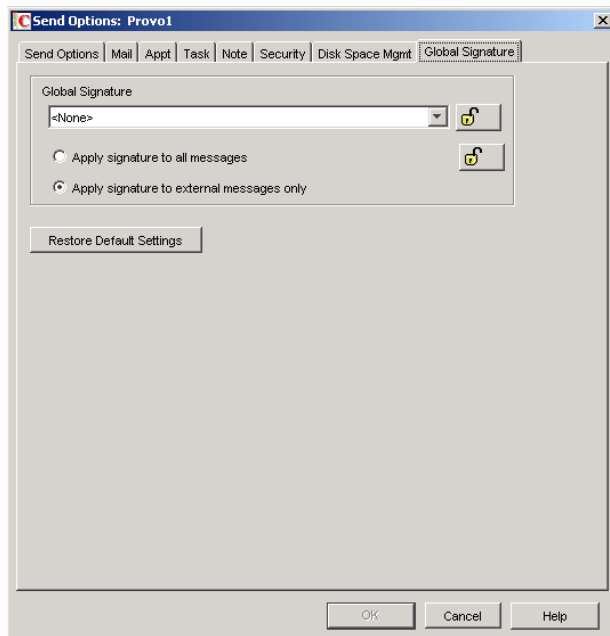 Send Options: Provo1
Send Options Mail Appt Task Note Security Disk Space Mgmt Global Signature
Global Signature
<None>
Apply signature to all messages
Apply signature to external messages only
Restore Default Settings
OK Cancel Help